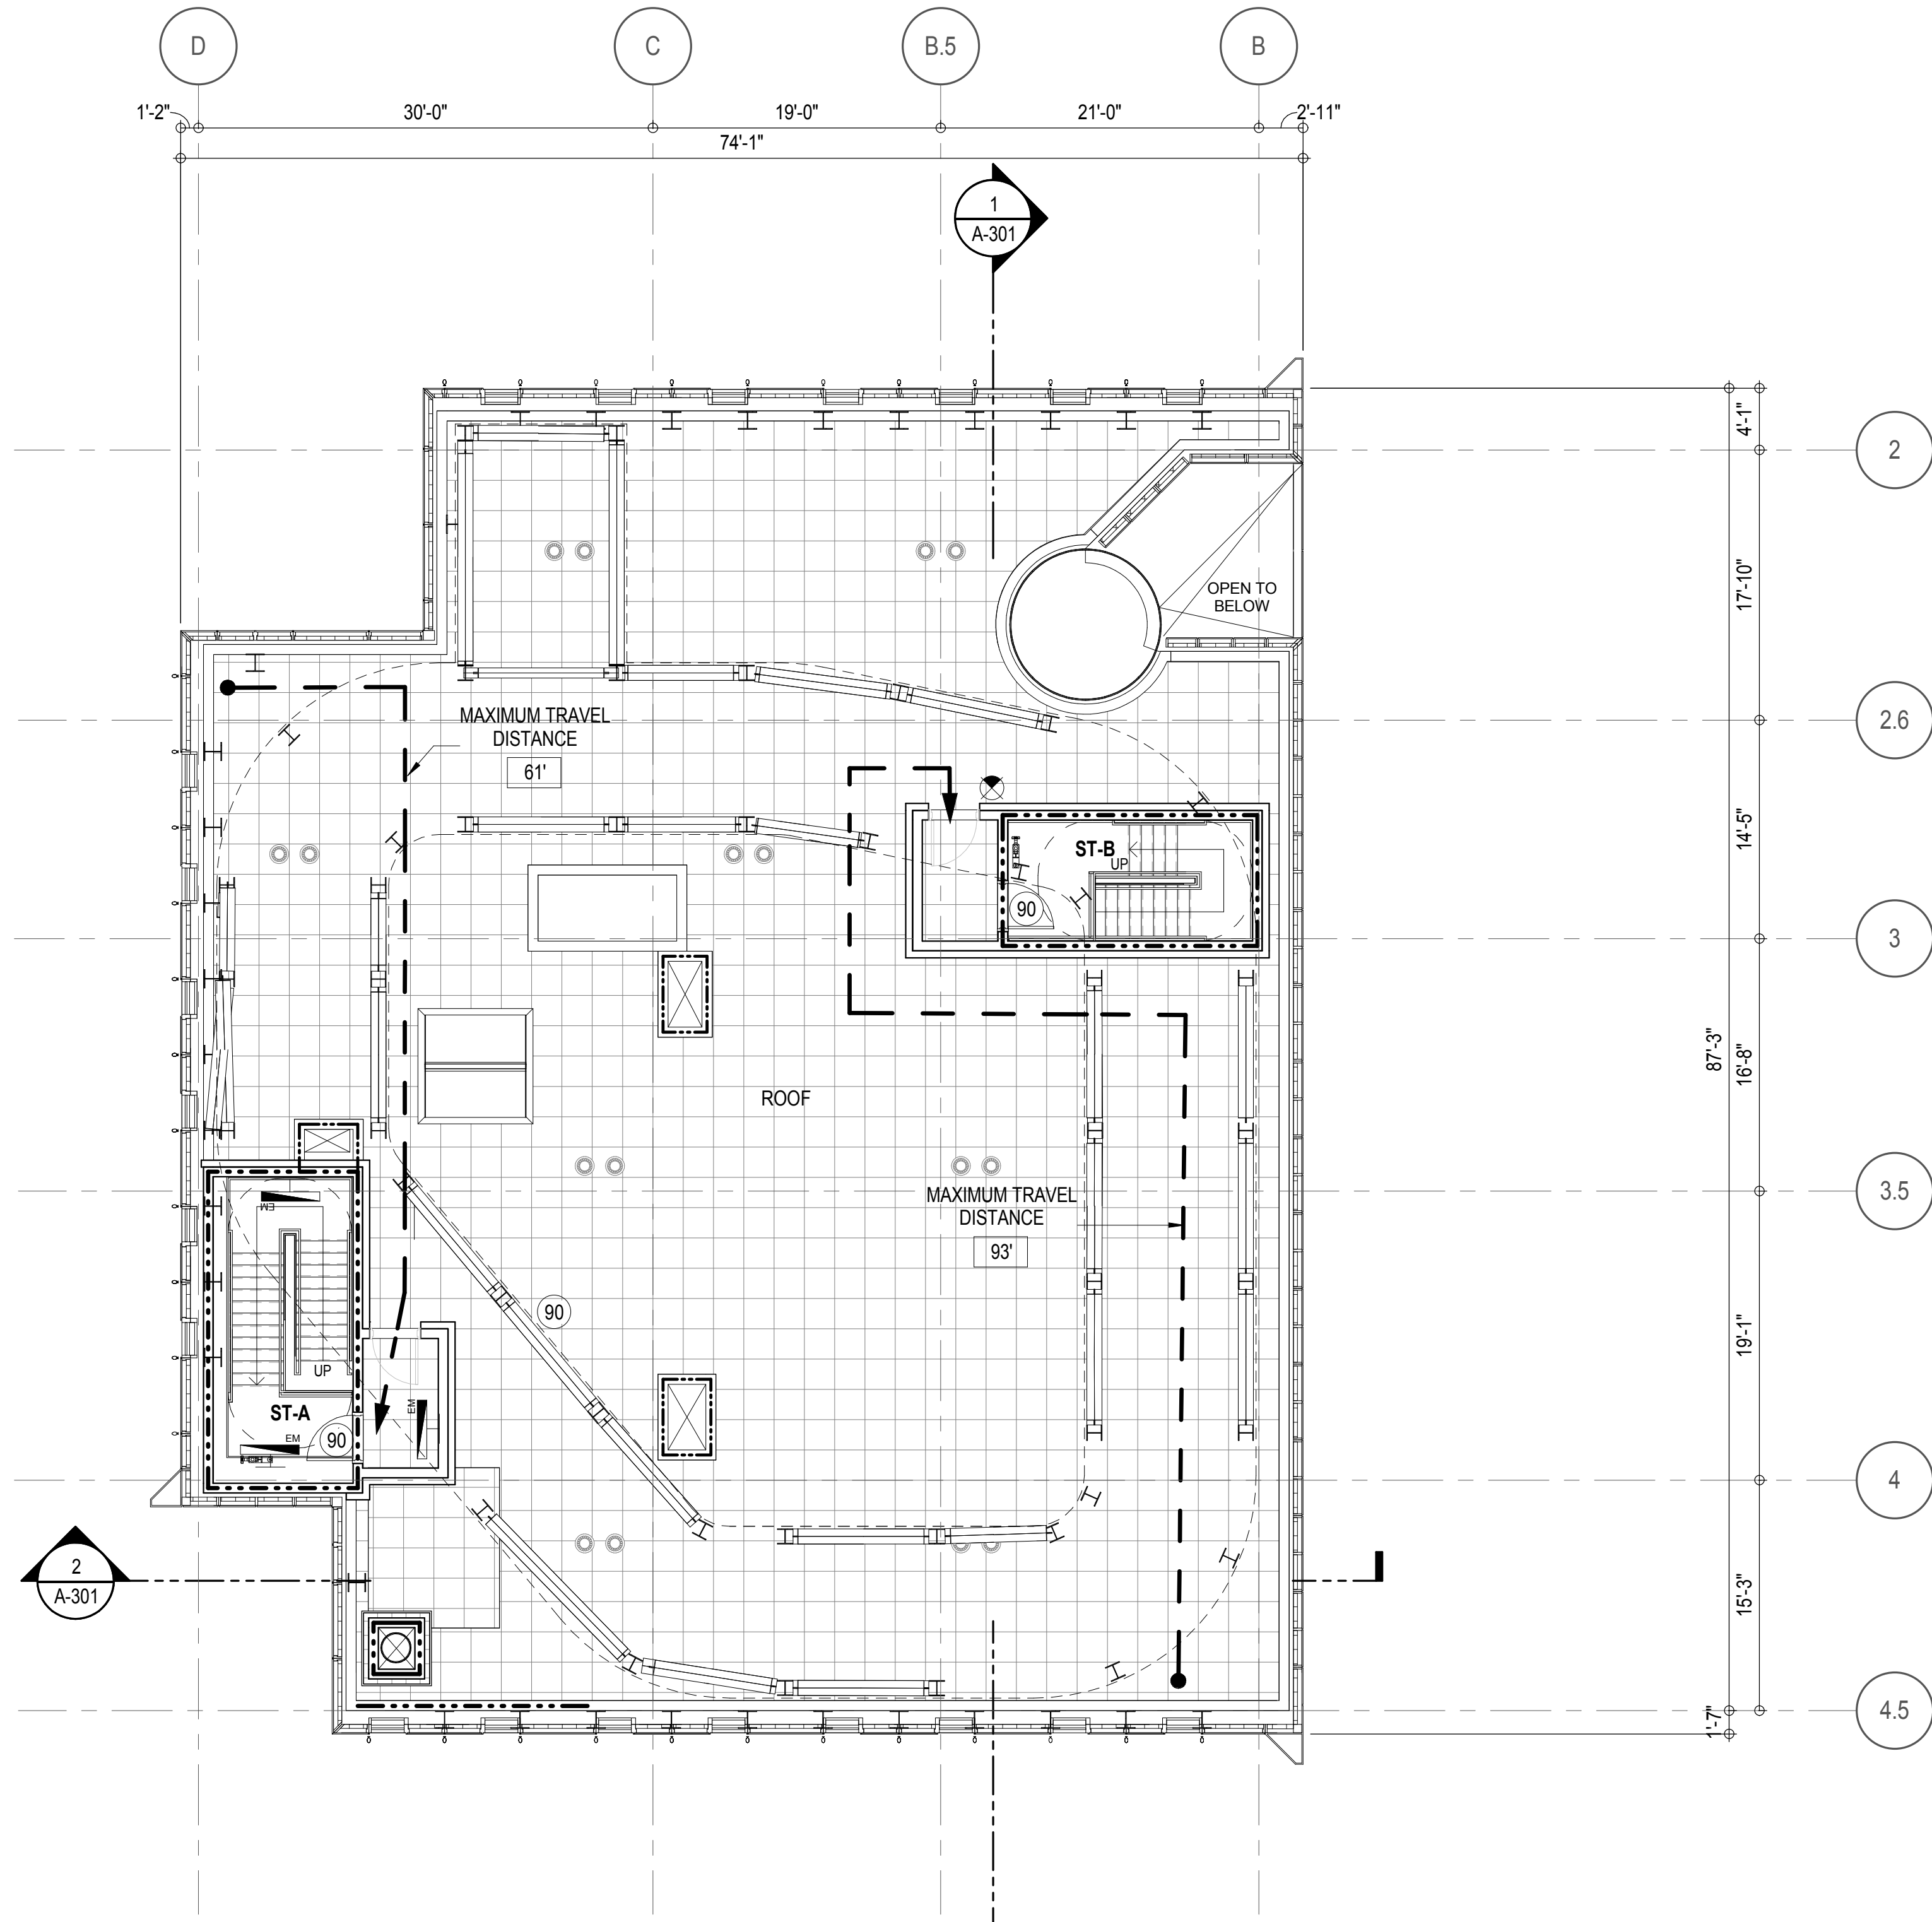 D
C
B.5
B
1'-2"
30'-0"
19'-0"
21'-0"
2'-11"
74'-1"
1
A-301
4'-1"
2
17'-10"
OPEN TO
BELOW
MAXIMUM TRAVEL
DISTANCE
61'
2.6
14'-5"
ST-B
UP
90
3
87'-3"
16'-8"
ROOF
EM
MAXIMUM TRAVEL
DISTANCE
93'
3.5
90
19'-1"
UP
ST-A
EM
90
EM
4
2
A-301
15'-3"
4.5
1'-7"